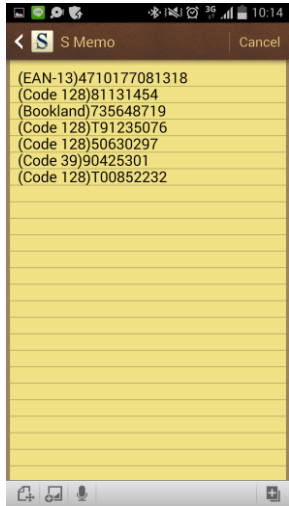 3G 10:14
S S Memo Cancel
(EAN-13)4710177081318
(Code 128)81131454
(Bookland)735648719
(Code 128)T91235076
(Code 128)50630297
(Code 39)90425301
(Code 128)T00852232